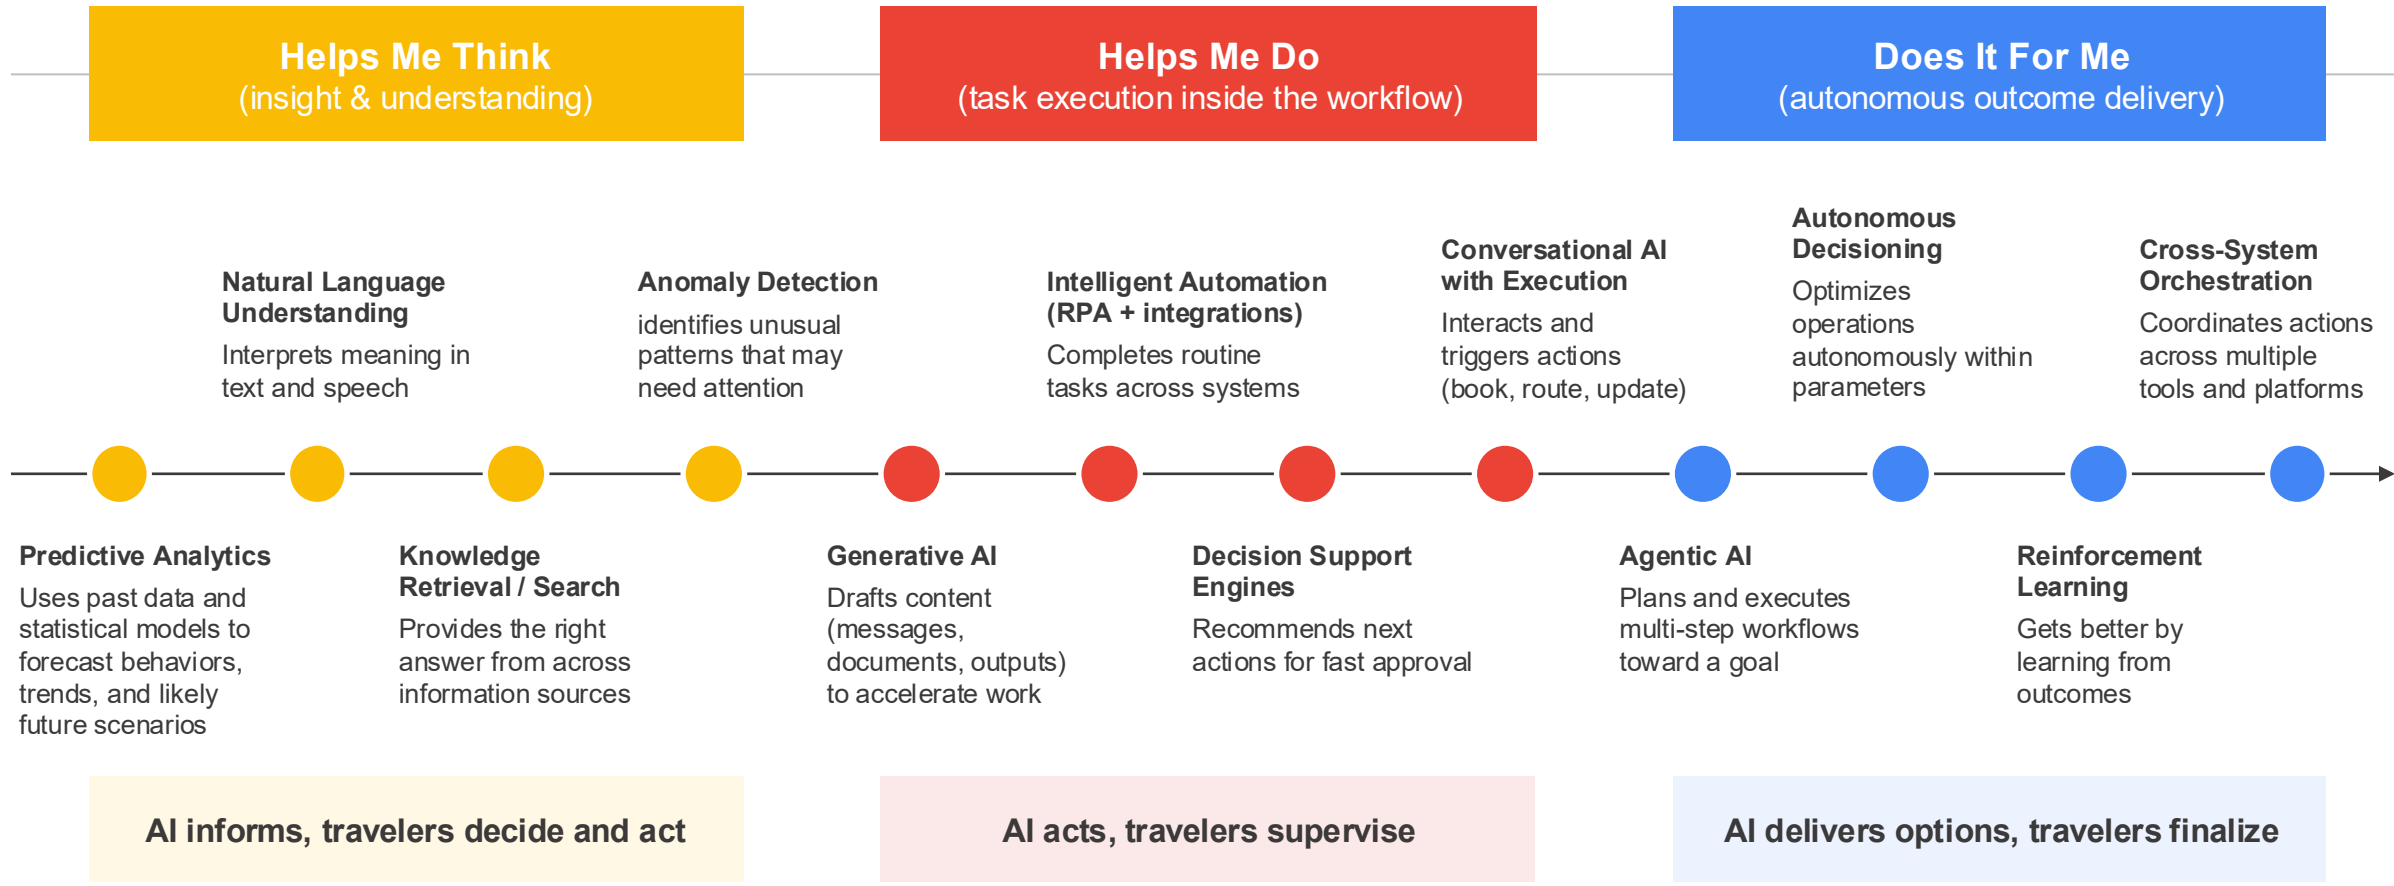 Helps Me Think
(insight & understanding)
Helps Me Do
(task execution inside the workflow)
Does It For Me
(autonomous outcome delivery)
Natural Language
Understanding
Interprets meaning in
text and speech
Anomaly Detection
identifies unusual
patterns that may
need attention
Intelligent Automation
(RPA + integrations)
Completes routine
tasks across systems
Conversational AI
with Execution
Interacts and
triggers actions
(book, route, update)
Autonomous
Decisioning
Optimizes
operations
autonomously within
parameters
Cross-System
Orchestration
Coordinates actions
across multiple
tools and platforms
Predictive Analytics
Uses past data and
statistical models to
forecast behaviors,
trends, and likely
future scenarios
Knowledge
Retrieval / Search
Provides the right
answer from across
information sources
Generative AI
Drafts content
(messages,
documents, outputs)
to accelerate work
Decision Support
Engines
Recommends next
actions for fast approval
Agentic AI
Plans and executes
multi-step workflows
toward a goal
Reinforcement
Learning
Gets better by
learning from
outcomes
AI informs, travelers decide and act
AI acts, travelers supervise
AI delivers options, travelers finalize